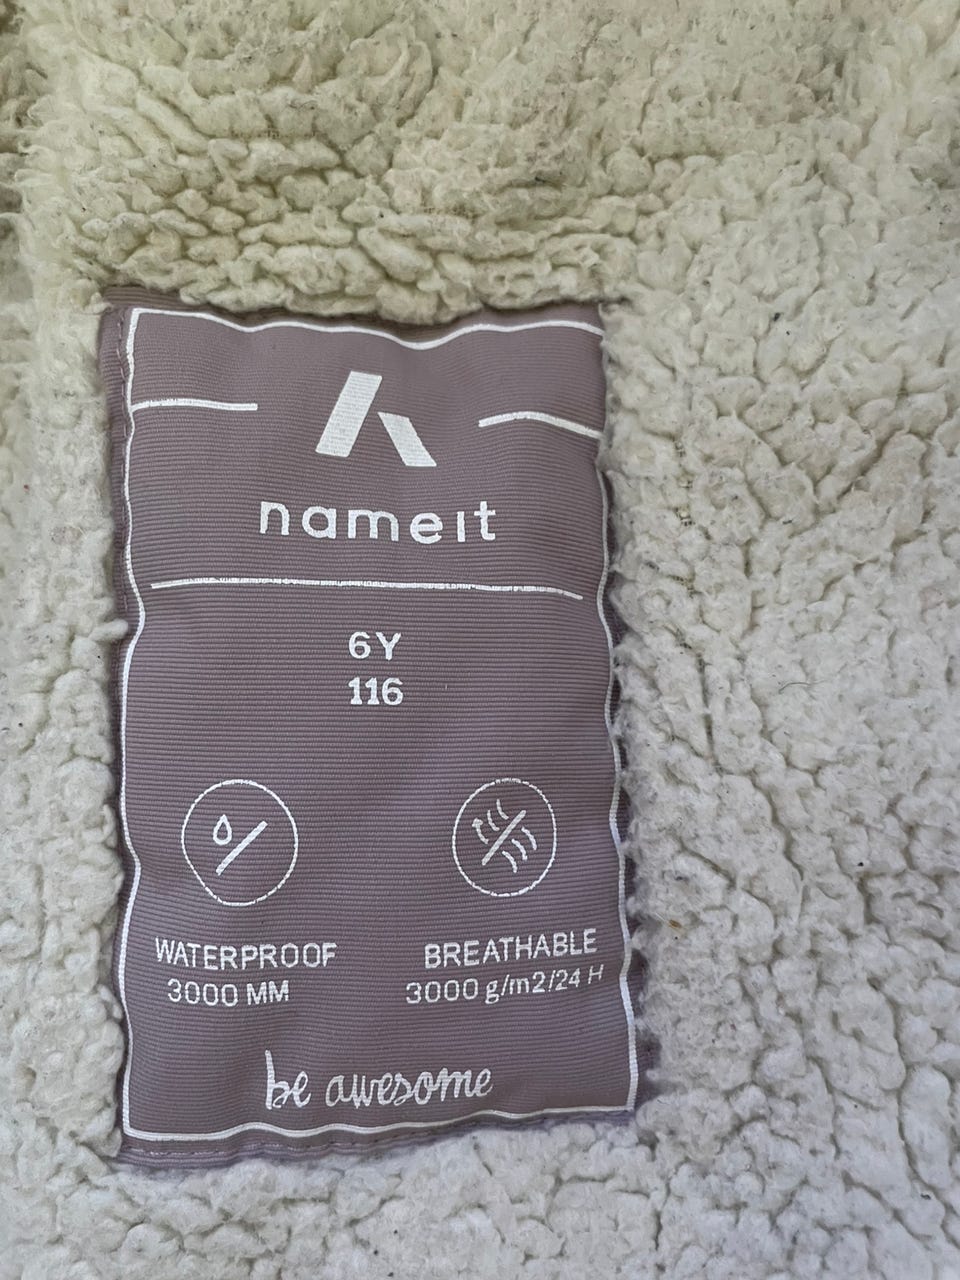 nameit
6Y
116
WATERPROOF
3000 MM
BREATHABLE
3000 g/m2/24 H
be awesome